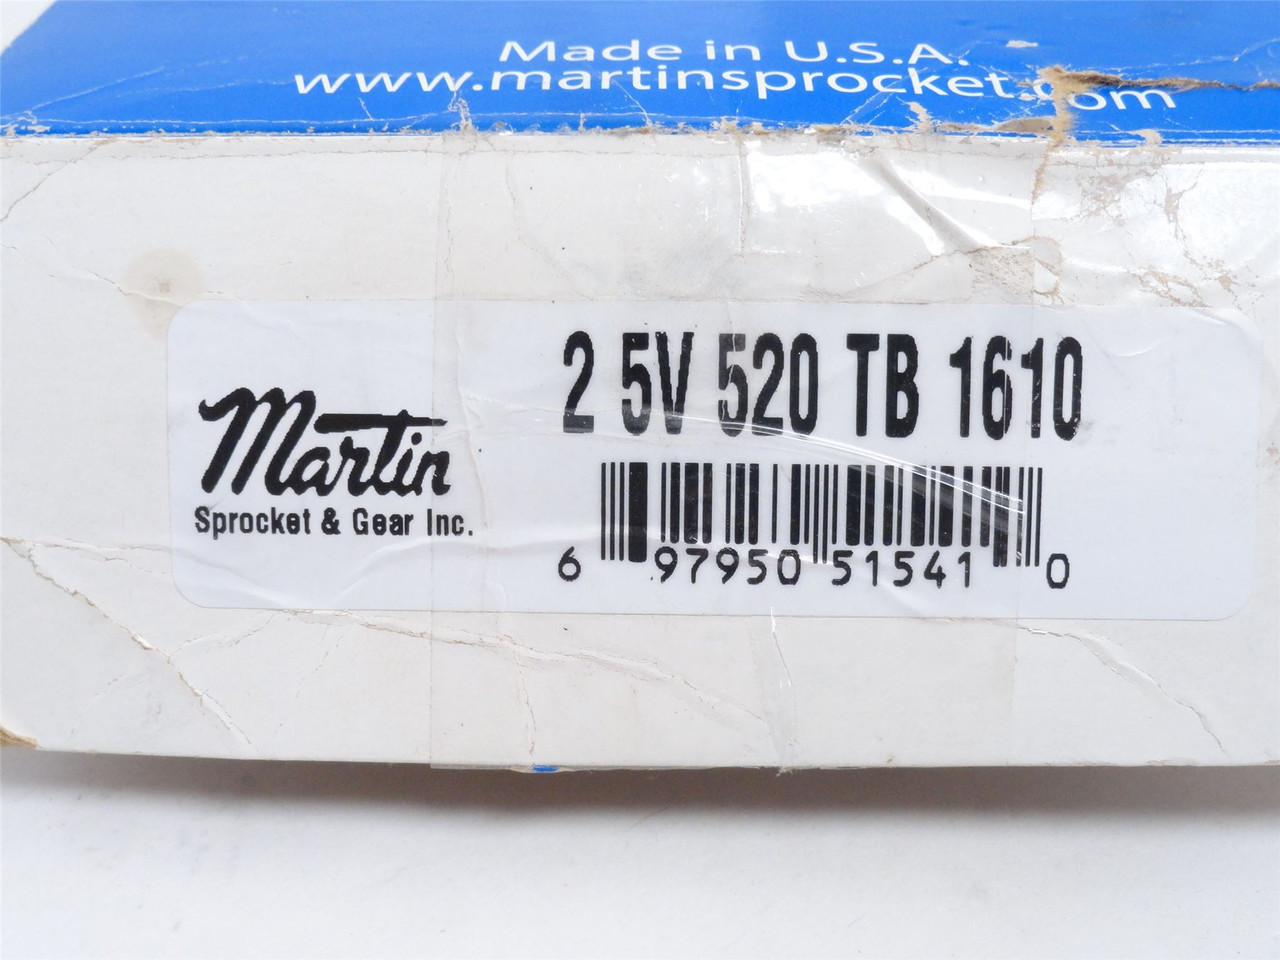 Made in U.S.A.
www.martinsprocket.com
2 5V 520 TB 1610
Martin
Sprocket & Gear Inc.
6 97950 51541 0